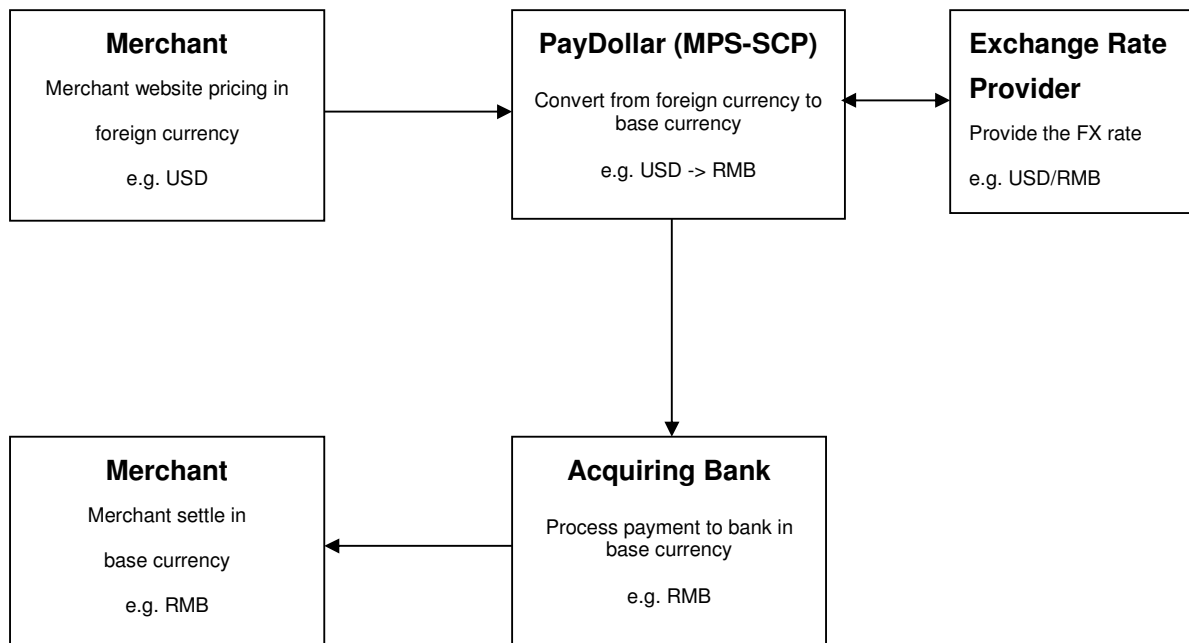 Merchant
Merchant website pricing in
foreign currency
e.g. USD
PayDollar (MPS-SCP)
Convert from foreign currency to
base currency
e.g. USD -> RMB
Exchange Rate
Provider
Provide the FX rate
e.g. USD/RMB
Merchant
Merchant settle in
base currency
e.g. RMB
Acquiring Bank
Process payment to bank in
base currency
e.g. RMB